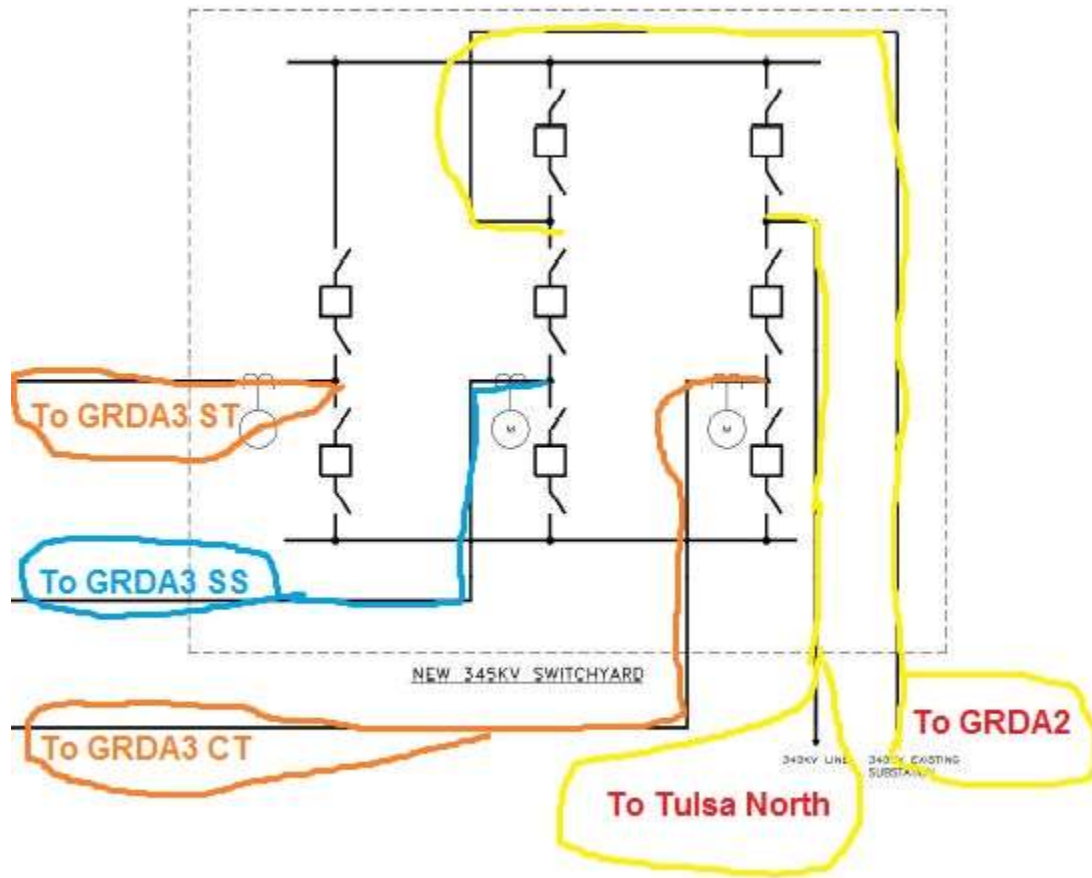 To GRDA3 ST
M
M
To GRDA3 SS
NEW 345KV SWITCHYARD
To GRDA3 CT
To GRDA2
345KV LINE
EXISTING
To Tulsa North